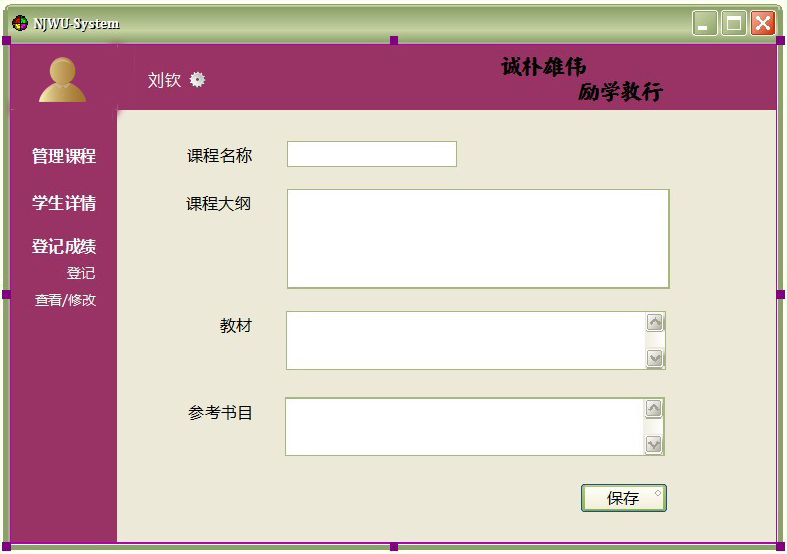 NJWU-System
刘钦
诚朴雄伟
励学敦行
管理课程
学生详情
登记成绩
登记
查看/修改
课程名称
课程大纲
教材
参考书目
保存